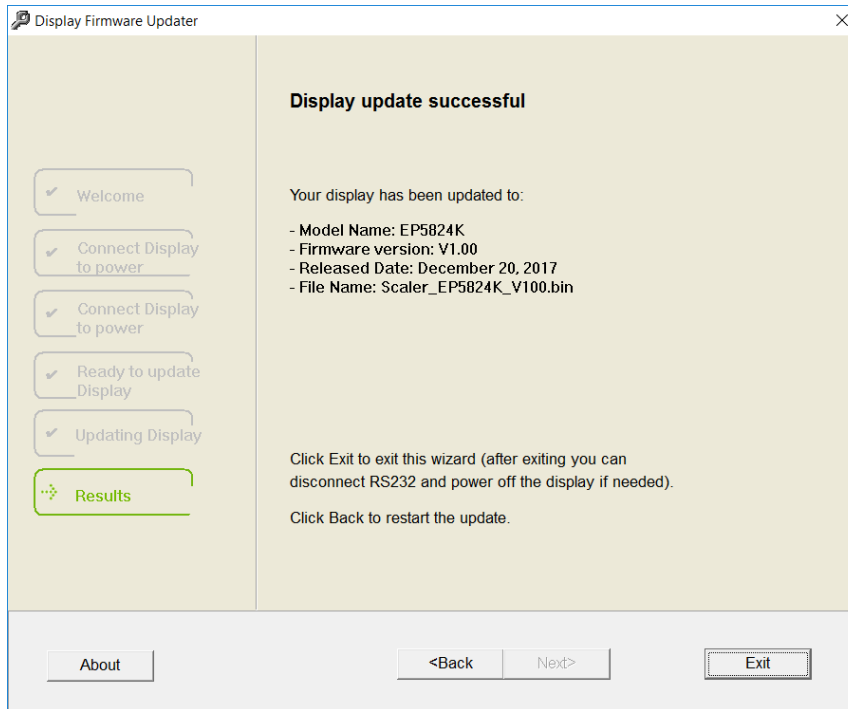 Display Firmware Updater
Display update successful
Welcome
Connect Display
to power
Connect Display
to power
Ready to update
Display
Updating Display
Results
Your display has been updated to:
- Model Name: EP5824K
- Firmware version: V1.00
- Released Date: December 20, 2017
- File Name: Scaler_EP5824K_V100.bin
Click Exit to exit this wizard (after exiting you can
disconnect RS232 and power off the display if needed).
Click Back to restart the update.
About
<Back
Next>
Exit